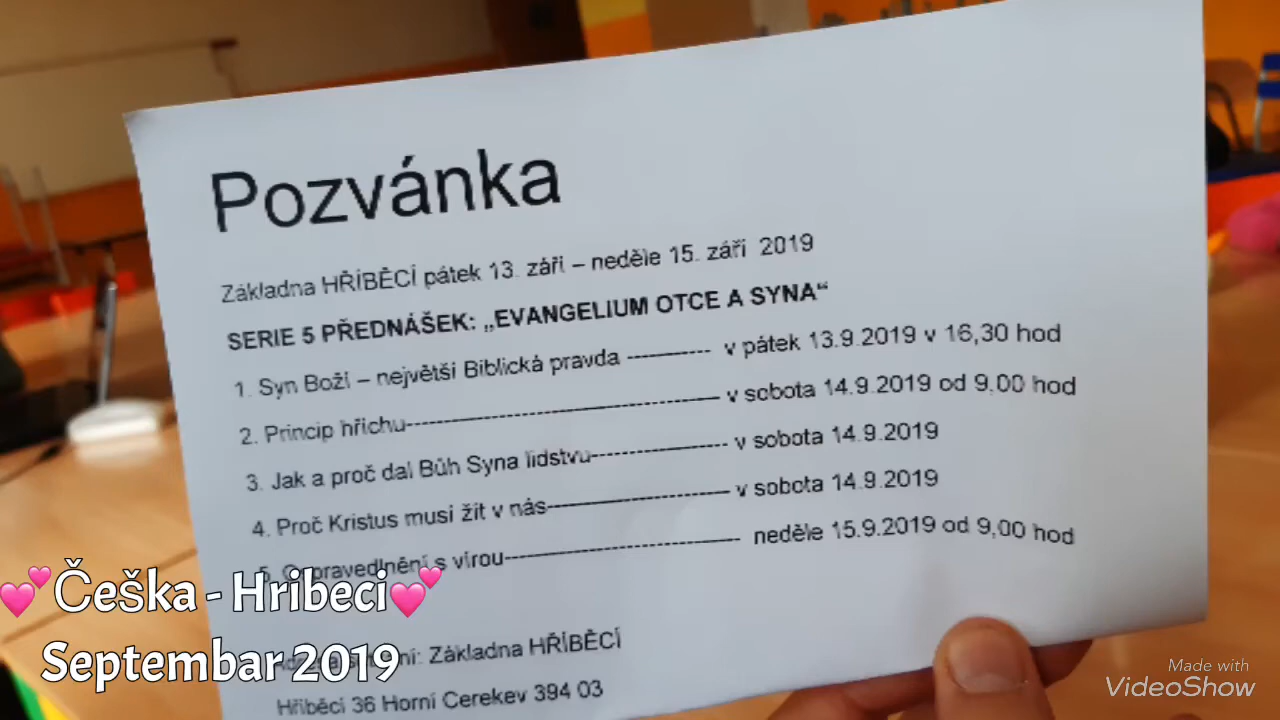 Pozvánka
Základna HŘÍBĚCÍ pátek 13. září – neděle 15. září 2019
SERIE 5 PŘEDNÁŠEK: „EVANGELIUM OTCE A SYNA“
1. Syn Boží – největší Biblická pravda ----------- v pátek 13.9.2019 v 16,30 hod
2. Princip hříchu---------------------------------------- v sobota 14.9.2019 od 9,00 hod
3. Jak a proč dal Bůh Syna lidstvu----------------- v sobota 14.9.2019
4. Proč Kristus musí žít v nás----------------------- v sobota 14.9.2019
s vírou------------------------------ neděle 15.9.2019 od 9,00 hod
Základna HŘÍBĚCÍ
Hříběcí 36 Horní Cerekev 394 03
💕Češka - Hribeci💕
Septembar 2019
Made with
VideoShow